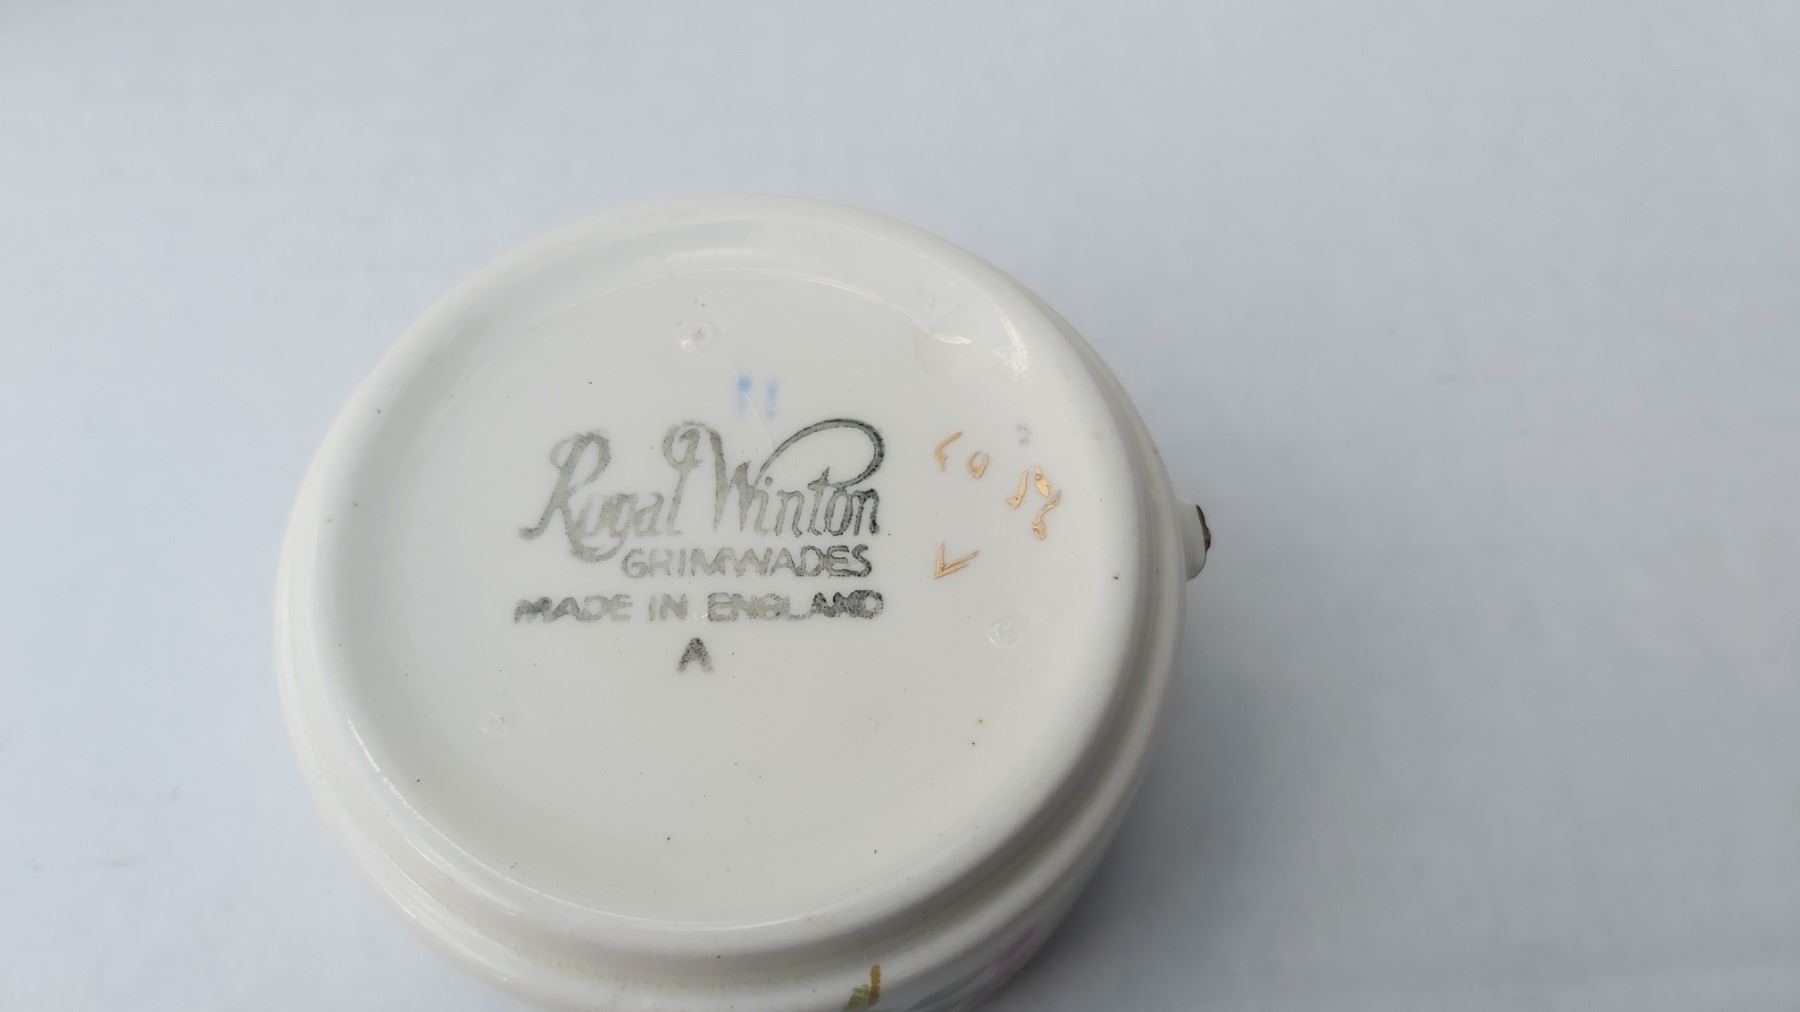 Royal Winton
GRIMWADES
MADE IN ENGLAND
A